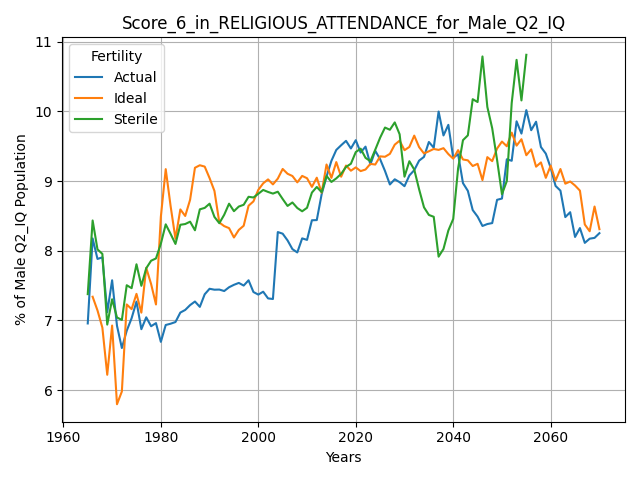 Score_6_in_RELIGIOUS_ATTENDANCE_for_Male_Q2_IQ
Fertility
Actual
Ideal
Sterile
% of Male Q2_IQ Population
11
10
9
8
7
6
1960
1980
2000
2020
2040
2060
Years